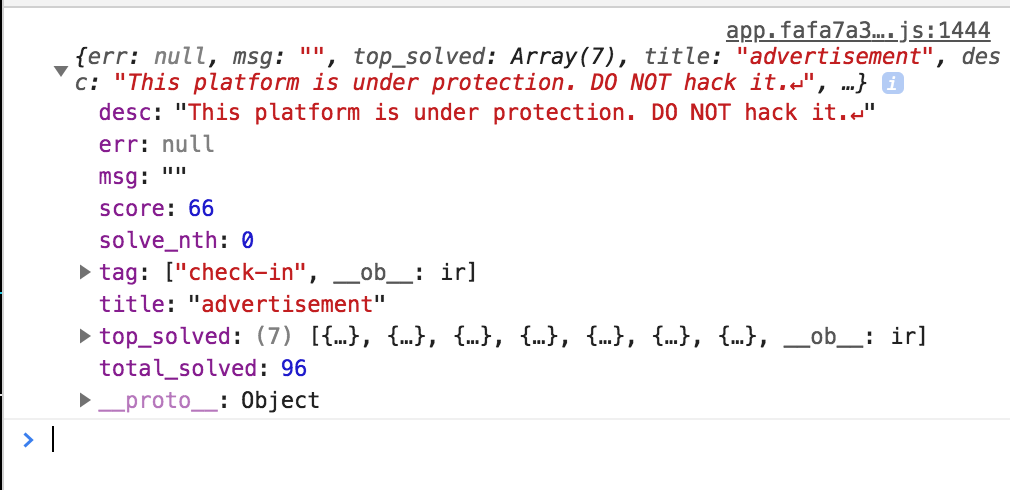 app.fafa7a3….js:1444
{err: null, msg: "", top_solved: Array(7), title: "advertisement", des
c: "This platform is under protection. DO NOT hack it.↵", …} i
desc: "This platform is under protection. DO NOT hack it.↵"
err: null
msg: ""
score: 66
solve_nth: 0
tag: ["check-in", __ob__: ir]
title: "advertisement"
top_solved: (7) [{…}, {…}, {…}, {…}, {…}, {…}, {…}, __ob__: ir]
total_solved: 96
__proto__: Object
>